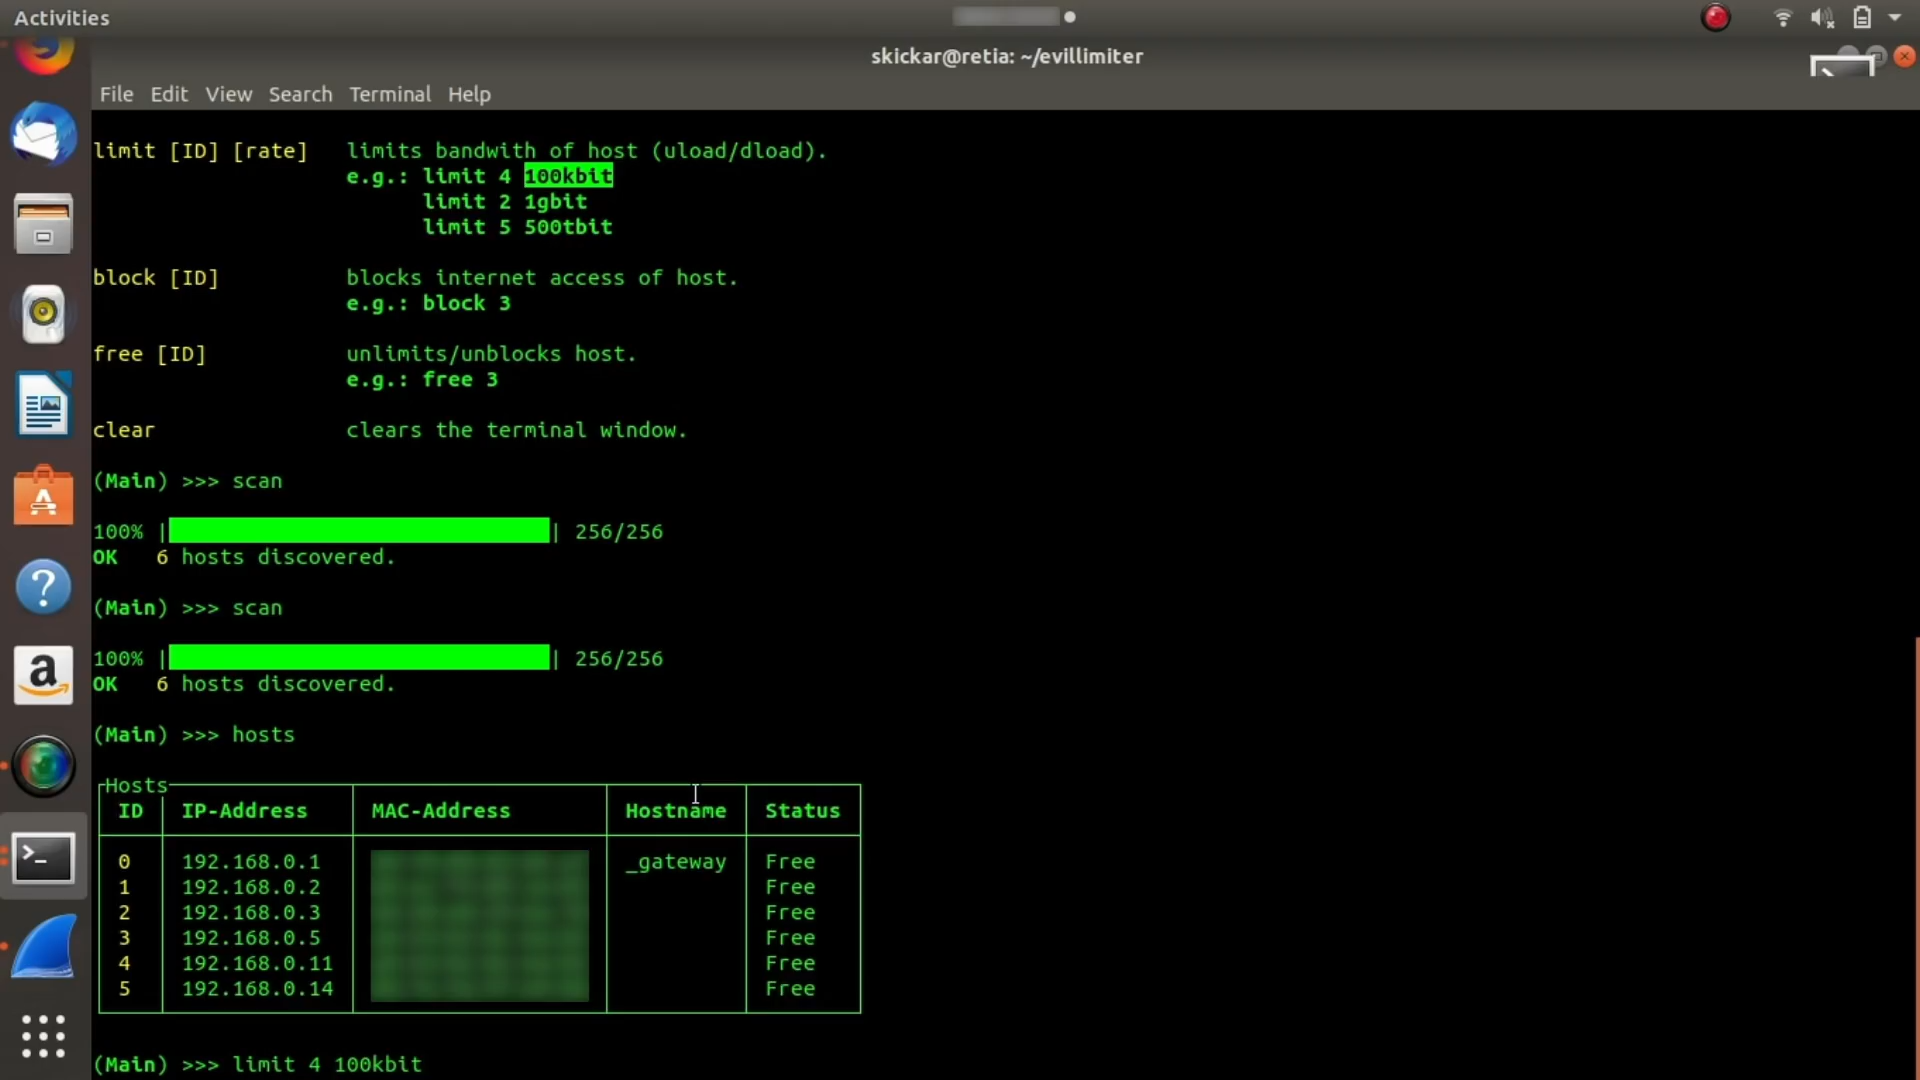 Activities
skickar@retia: ~/evillimiter
File Edit View Search Terminal Help
limit [ID] [rate] limits bandwith of host (uload/dload).
e.g.: limit 4 100kbit
limit 2 1gbit
limit 5 500tbit
block [ID] blocks internet access of host.
e.g.: block 3
free [ID] unlimits/unblocks host.
e.g.: free 3
clear clears the terminal window.
(Main) >>> scan
100% | | 256/256
OK 6 hosts discovered.
(Main) >>> scan
100% | | 256/256
OK 6 hosts discovered.
(Main) >>> hosts
Hosts
ID IP-Address MAC-Address Hostname Status
0 192.168.0.1 _gateway Free
1 192.168.0.2 Free
2 192.168.0.3 Free
3 192.168.0.5 Free
4 192.168.0.11 Free
5 192.168.0.14 Free
(Main) >>> limit 4 100kbit